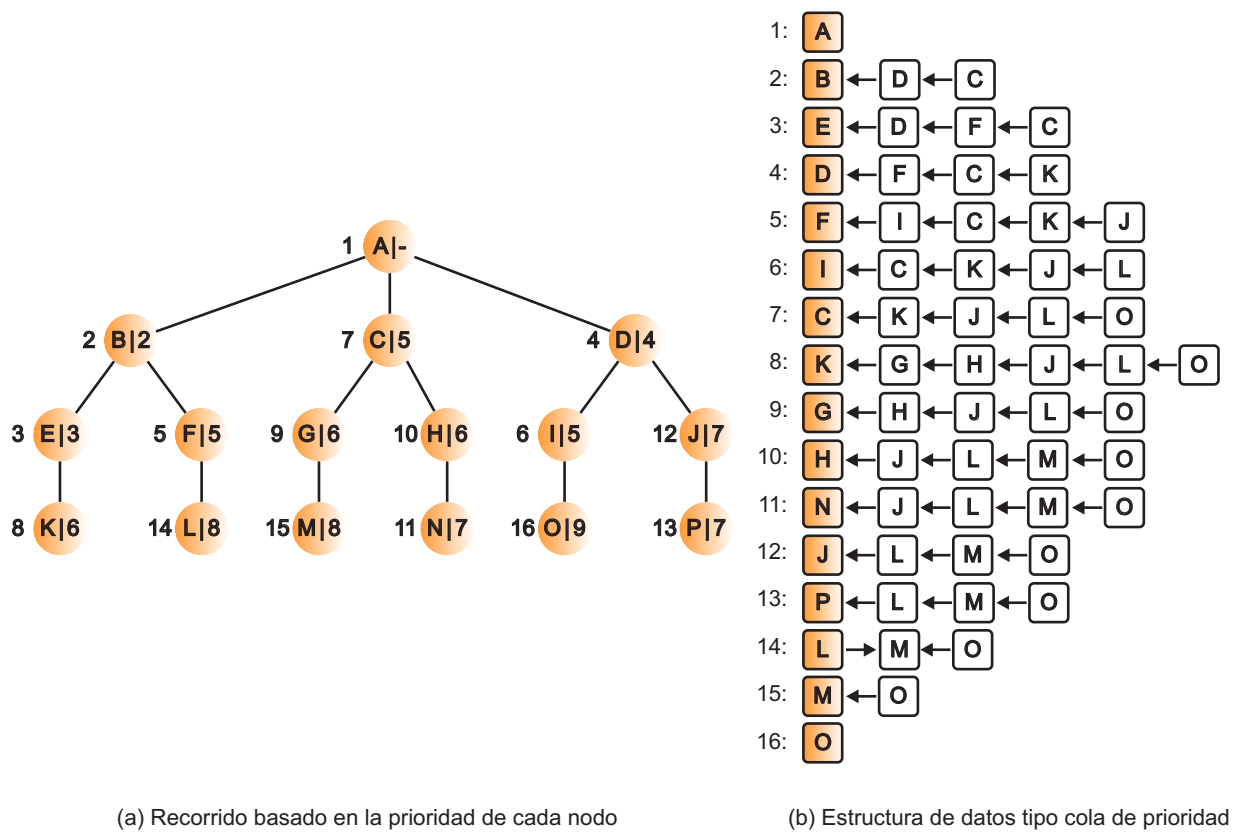 1 A|-
2 B|2 7 C|5 4 D|4
3 E|3 5 F|5 9 G|6 10 H|6 6 I|5 12 J|7
8 K|6 14 L|8 15 M|8 11 N|7 16 O|9 13 P|7
(a) Recorrido basado en la prioridad de cada nodo
1: A
2: B D C
3: E D F C
4: D F C K
5: F I C K J
6: I C K J L
7: C K J L O
8: K G H J L O
9: G H J L O
10: H J L M O
11: N J L M O
12: J L M O
13: P L M O
14: L M O
15: M O
16: O
(b) Estructura de datos tipo cola de prioridad